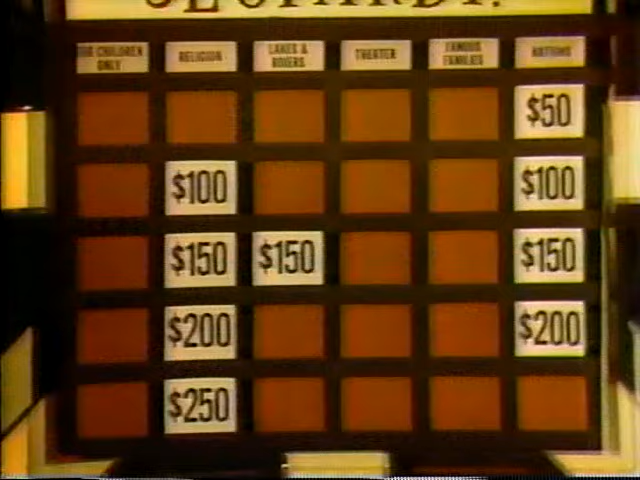 JEOPARDY!
FOR CHILDREN
ONLY
RELIGION
LAKES &
RIVERS
THEATER
FAMOUS
FAMILIES
NATIONS
$50
$100
$100
$150
$150
$150
$200
$200
$250